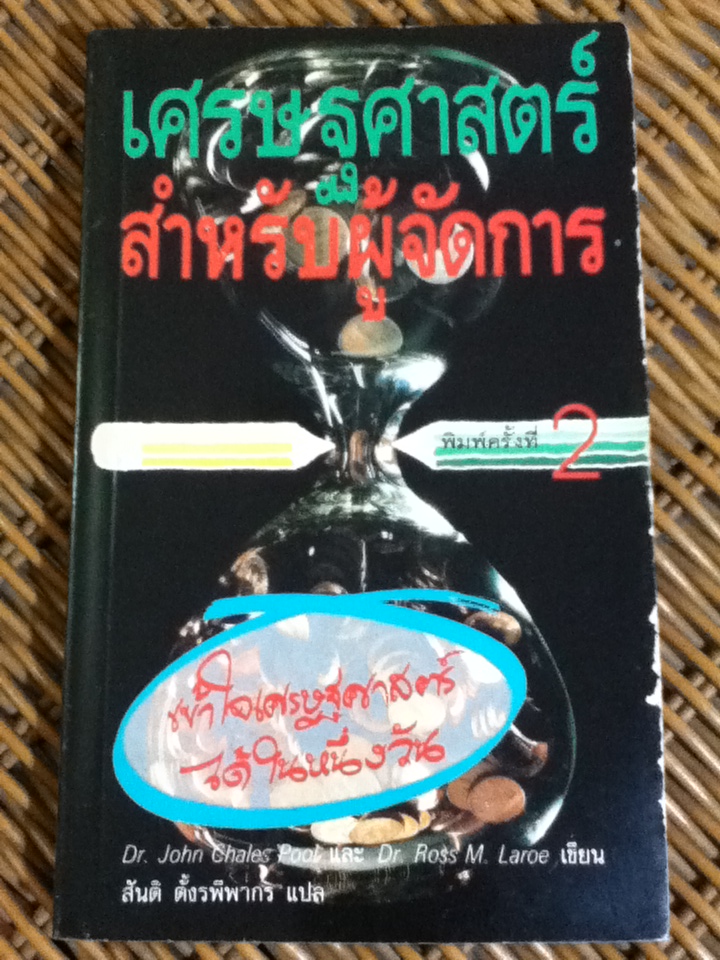 เศรษฐศาสตร์
สำหรับผู้จัดการ
พิมพ์ครั้งที่ 2
เข้าใจเศรษฐศาสตร์
ได้ในหนึ่งวัน
Dr. John Chales Pool และ Dr. Ross M. Laroe เขียน
สันติ ตั้งรพีพากร แปล